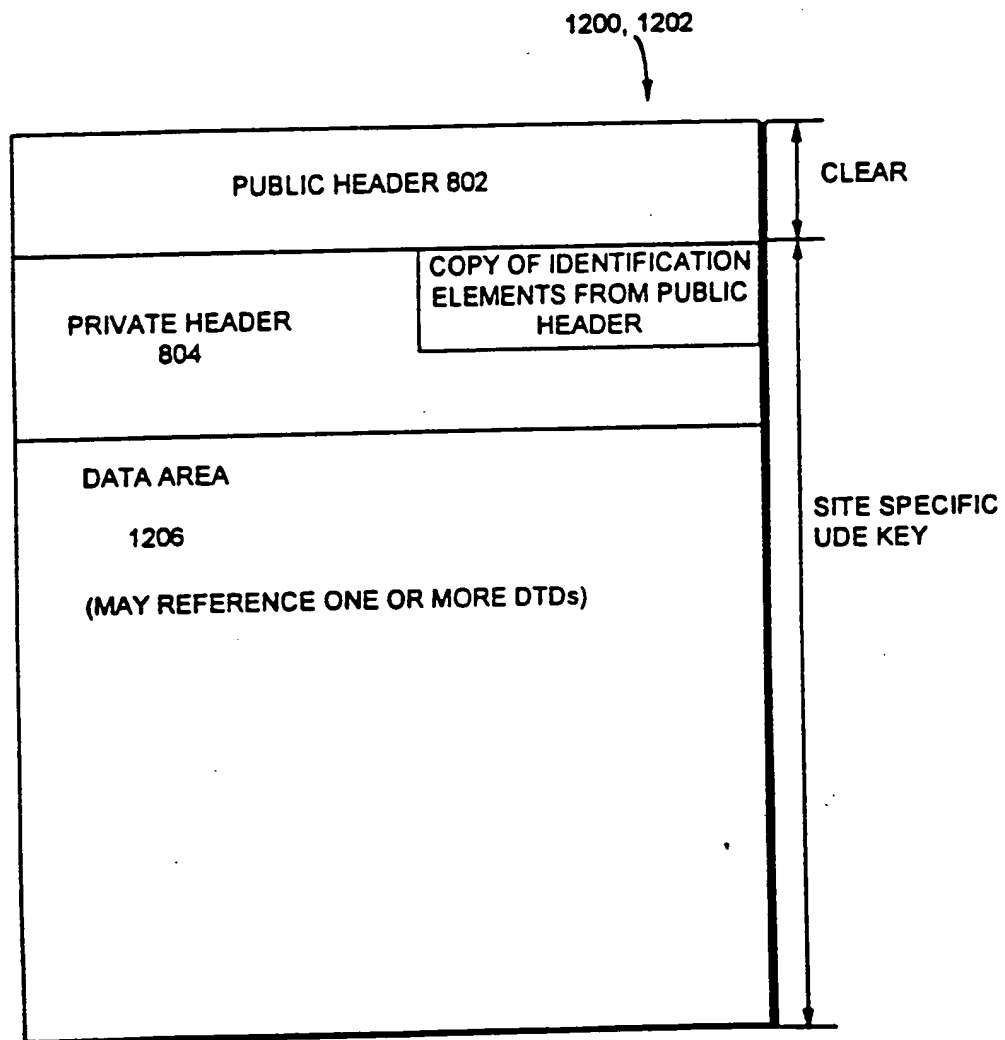 1200, 1202
PUBLIC HEADER 802
CLEAR
COPY OF IDENTIFICATION
ELEMENTS FROM PUBLIC
HEADER
PRIVATE HEADER
804
DATA AREA
1206
(MAY REFERENCE ONE OR MORE DTDs)
SITE SPECIFIC
UDE KEY